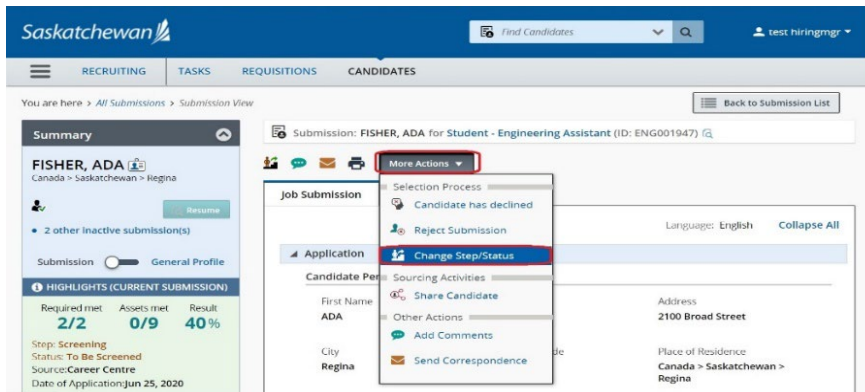 Saskatchewan
Find Candidates
test hiringmgr
RECRUITING TASKS REQUISITIONS CANDIDATES
You are here > All Submissions > Submission View
Back to Submission List
Summary
FISHER, ADA
Canada > Saskatchewan > Regina
Resume
• 2 other inactive submission(s)
Submission General Profile
HIGHLIGHTS (CURRENT SUBMISSION)
Required met Assets met Result
2/2 0/9 40%
Step: Screening
Status: To Be Screened
Source:Career Centre
Date of Application:Jun 25, 2020
Submission: FISHER, ADA for Student - Engineering Assistant (ID: ENG001947)
More Actions
Job Submission
Selection Process
Candidate has declined
Reject Submission
Change Step/Status
Sourcing Activities
Share Candidate
Other Actions
Add Comments
Send Correspondence
Language: English Collapse All
Application
Candidate Per
First Name
ADA
Address
2100 Broad Street
City
Regina
de
Place of Residence
Canada > Saskatchewan >
Regina